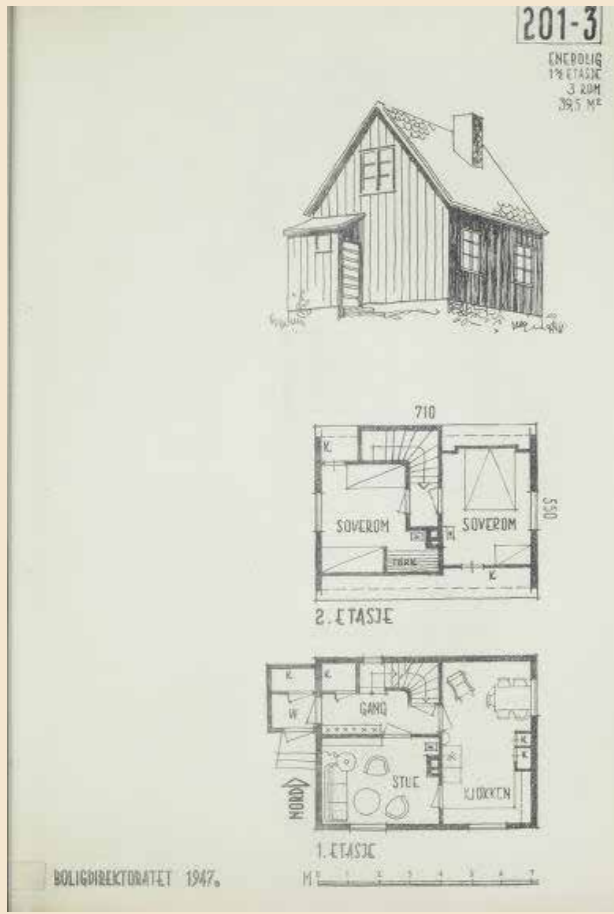 201-3
ENEBOLIG
1½ ETASJE
3 ROM
39,5 M²
710
550
K.
SOVEROM
SOVEROM
TØRK
K
2. ETASJE
K.
K.
W
GANG
STUE
KJØKKEN
K
K
NORD
1. ETASJE
BOLIGDIREKTORATET 1947.
M 0 1 2 3 4 5 6 7